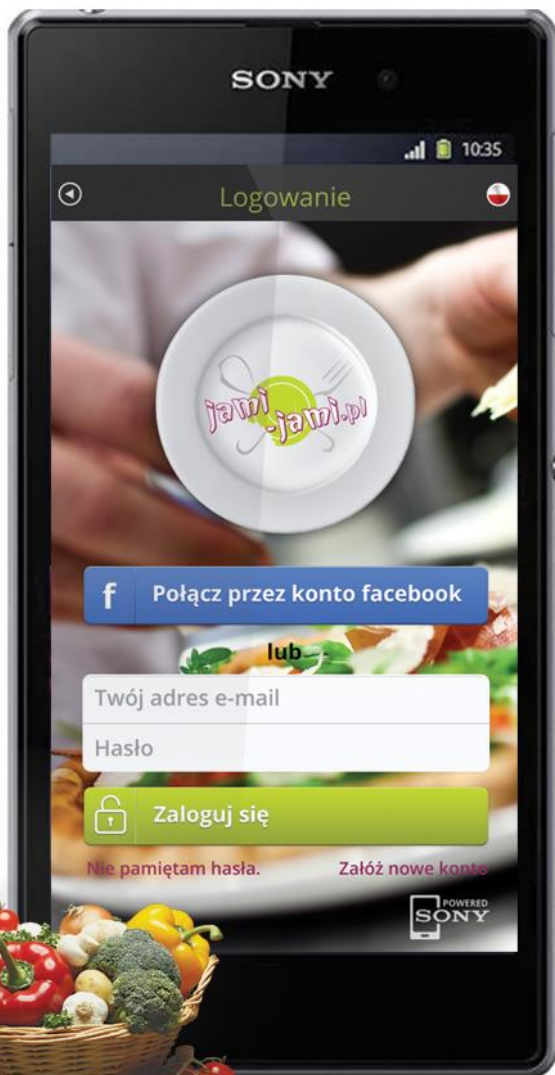 SONY
10:35
Logowanie
jami
-jami.pl
f Połącz przez konto facebook
lub
Twój adres e-mail
Hasło
Zaloguj się
Nie pamiętam hasła. Załóż nowe konto
POWERED
SONY